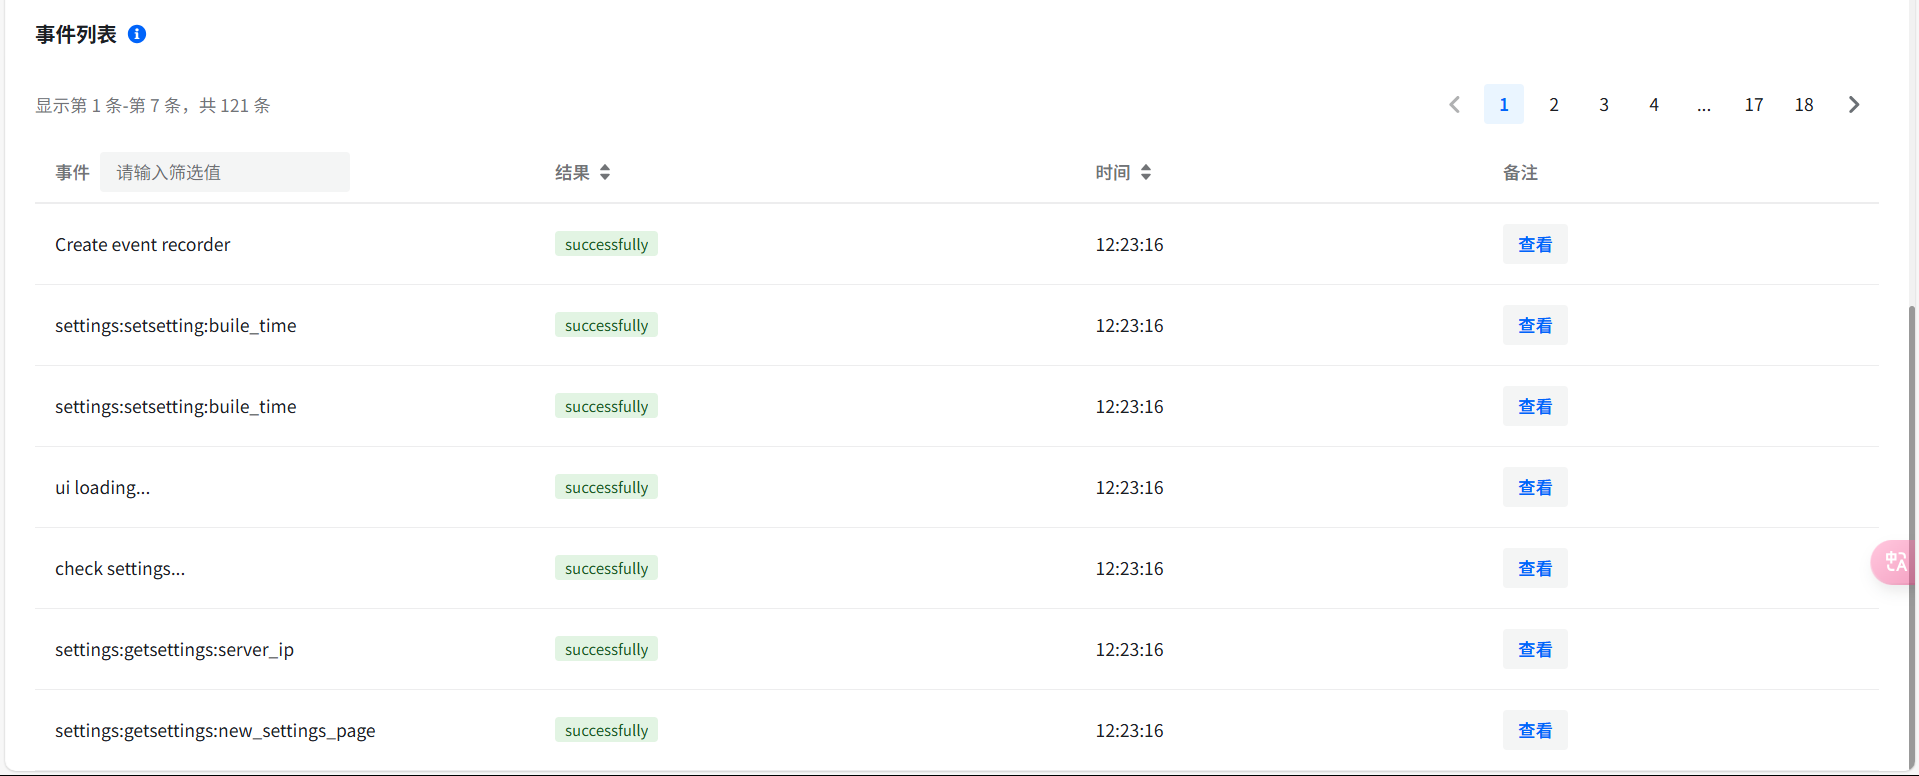 事件列表
显示第 1 条-第 7 条，共 121 条
1 2 3 4 ... 17 18
事件 请输入筛选值 结果 时间 备注
Create event recorder successfully 12:23:16 查看
settings:setsetting:buile_time successfully 12:23:16 查看
settings:setsetting:buile_time successfully 12:23:16 查看
ui loading... successfully 12:23:16 查看
check settings... successfully 12:23:16 查看
settings:getsettings:server_ip successfully 12:23:16 查看
settings:getsettings:new_settings_page successfully 12:23:16 查看
中A